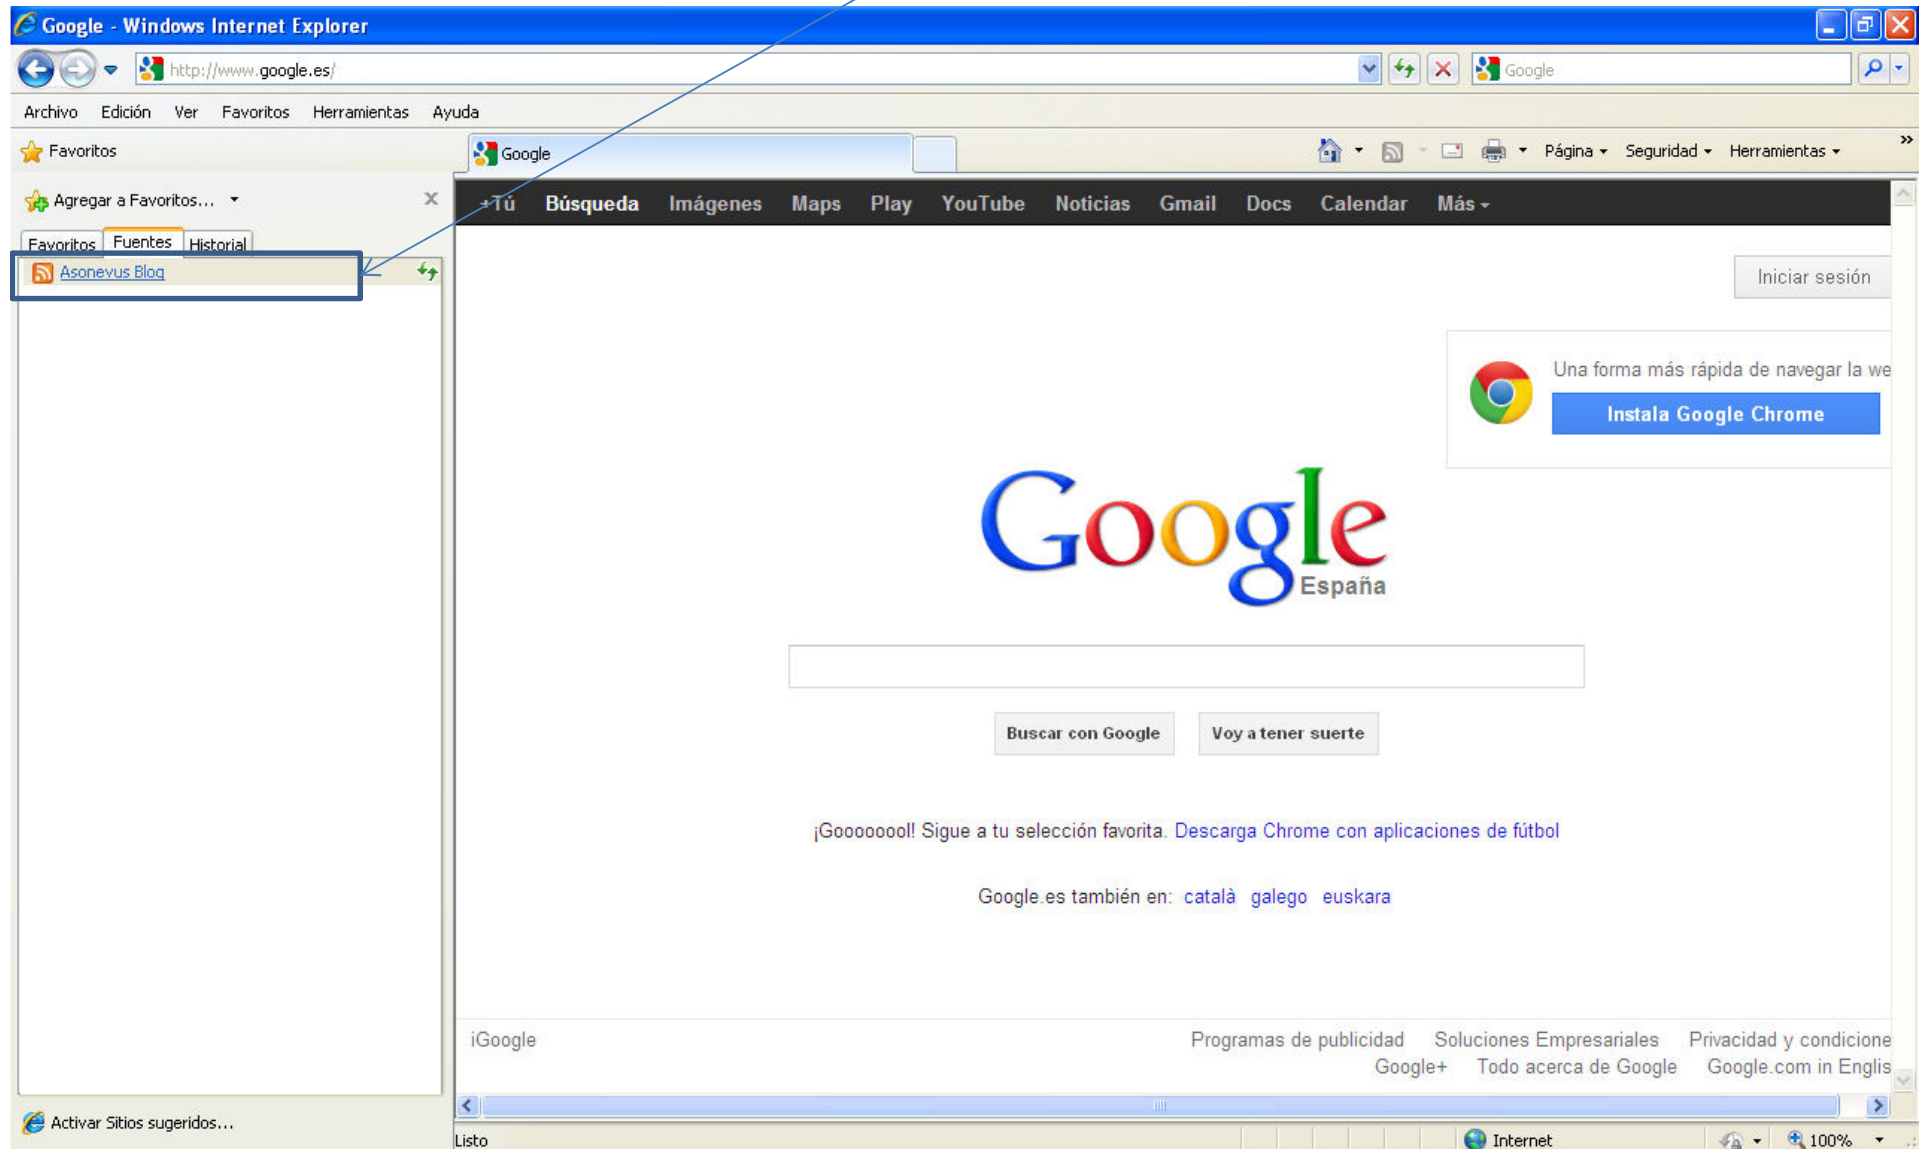 Google - Windows Internet Explorer
http://www.google.es/
Google
Archivo Edición Ver Favoritos Herramientas Ayuda
Favoritos
Google
Página Seguridad Herramientas »
Agregar a Favoritos... x
+Tú Búsqueda Imágenes Maps Play YouTube Noticias Gmail Docs Calendar Más
Favoritos Fuentes Historial
Asonevus Blog
Iniciar sesión
Una forma más rápida de navegar la we
Instala Google Chrome
Google
España
Buscar con Google Voy a tener suerte
¡Goooooool! Sigue a tu selección favorita. Descarga Chrome con aplicaciones de fútbol
Google.es también en: català galego euskara
iGoogle Programas de publicidad Soluciones Empresariales Privacidad y condicione
Google+ Todo acerca de Google Google.com in Englis
Activar Sitios sugeridos...
Listo Internet 100%